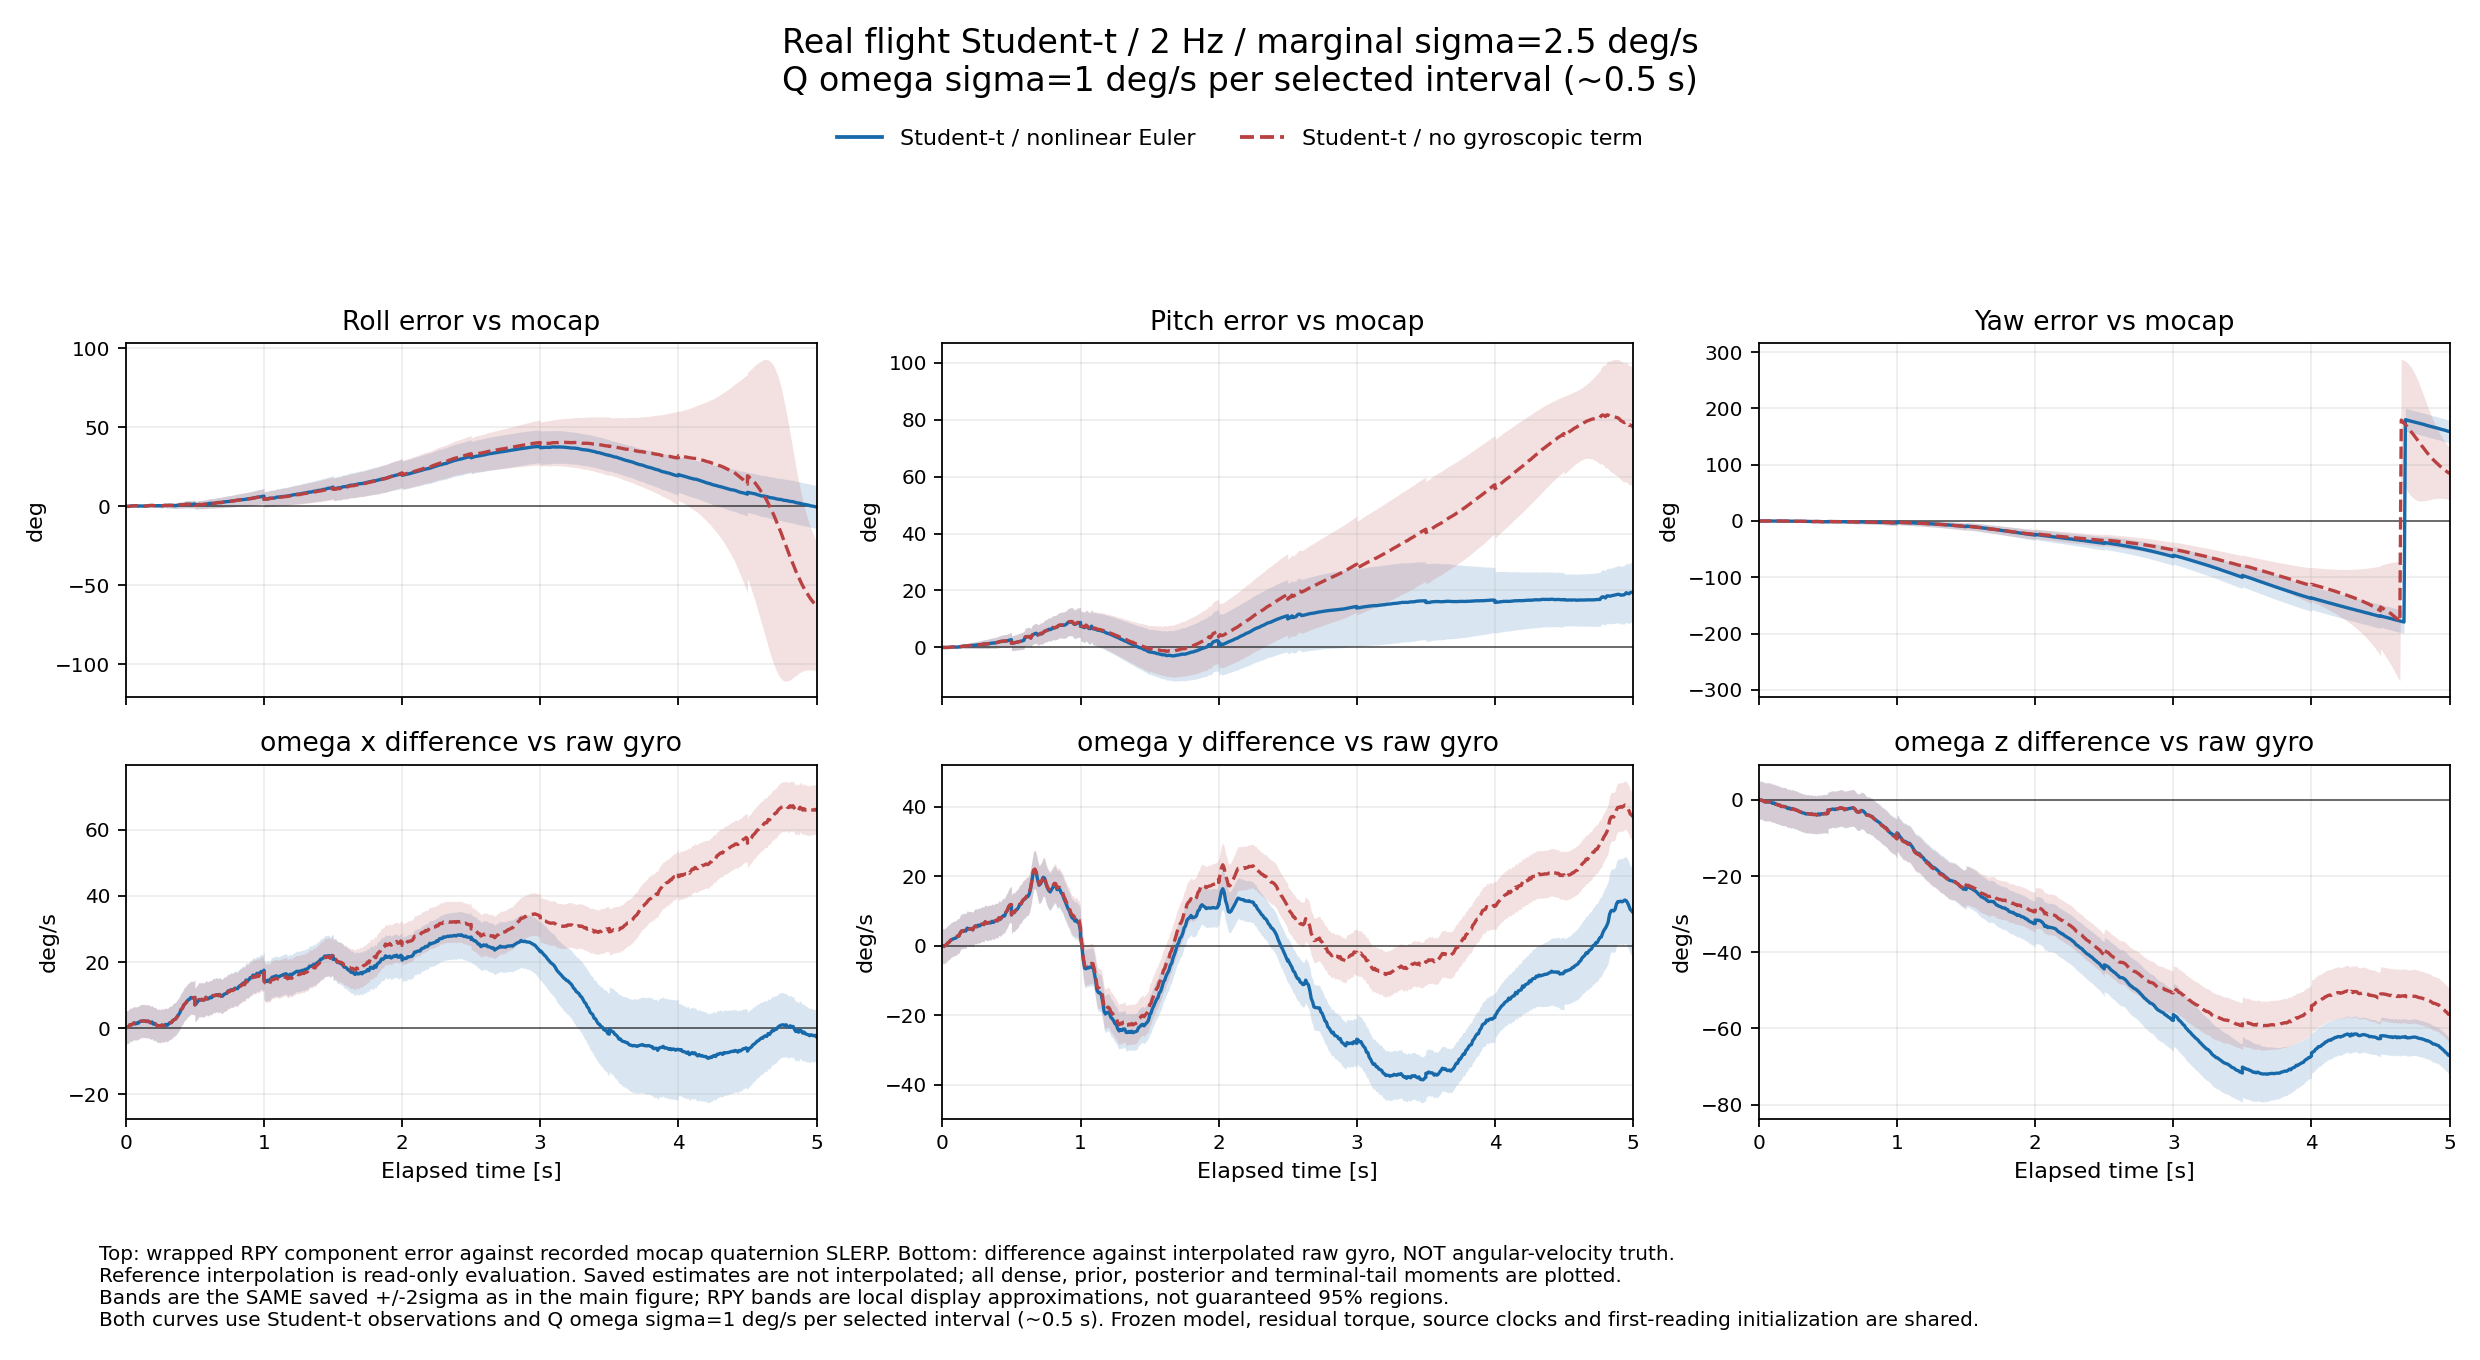 Real flight Student-t / 2 Hz / marginal sigma=2.5 deg/s
Q omega sigma=1 deg/s per selected interval (~0.5 s)
Student-t / nonlinear Euler
Student-t / no gyroscopic term
Roll error vs mocap
100
50
0
−50
−100
deg
Pitch error vs mocap
100
80
60
40
20
0
deg
Yaw error vs mocap
300
200
100
0
−100
−200
−300
deg
omega x difference vs raw gyro
60
40
20
0
−20
deg/s
0
1
2
3
4
5
Elapsed time [s]
omega y difference vs raw gyro
40
20
0
−20
−40
deg/s
0
1
2
3
4
5
Elapsed time [s]
omega z difference vs raw gyro
0
−20
−40
−60
−80
deg/s
0
1
2
3
4
5
Elapsed time [s]
Top: wrapped RPY component error against recorded mocap quaternion SLERP. Bottom: difference against interpolated raw gyro, NOT angular-velocity truth.
Reference interpolation is read-only evaluation. Saved estimates are not interpolated; all dense, prior, posterior and terminal-tail moments are plotted.
Bands are the SAME saved +/-2sigma as in the main figure; RPY bands are local display approximations, not guaranteed 95% regions.
Both curves use Student-t observations and Q omega sigma=1 deg/s per selected interval (~0.5 s). Frozen model, residual torque, source clocks and first-reading initialization are shared.